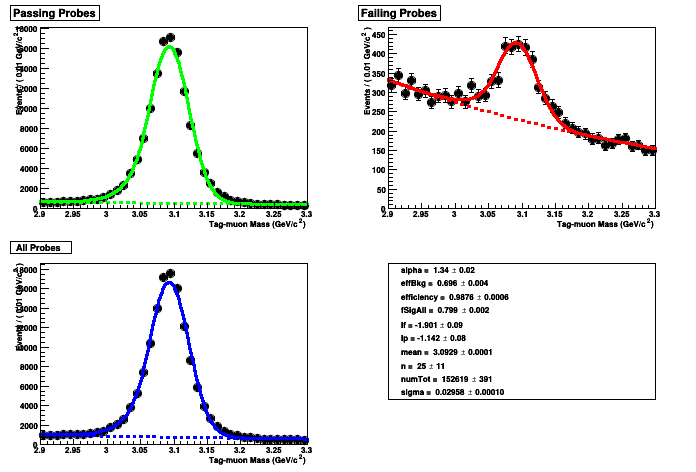 Passing Probes
Events / ( 0.01 GeV/c²)
16000
14000
12000
10000
8000
6000
4000
2000
0
2.9 2.95 3 3.05 3.1 3.15 3.2 3.25 3.3
Tag-muon Mass (GeV/c²)
Failing Probes
Events / ( 0.01 GeV/c²)
450
400
350
300
250
200
150
100
50
0
2.9 2.95 3 3.05 3.1 3.15 3.2 3.25 3.3
Tag-muon Mass (GeV/c²)
All Probes
Events / ( 0.01 GeV/c²)
16000
14000
12000
10000
8000
6000
4000
2000
0
2.9 2.95 3 3.05 3.1 3.15 3.2 3.25 3.3
Tag-muon Mass (GeV/c²)
alpha = 1.34 ± 0.02
effBkg = 0.696 ± 0.004
efficiency = 0.9876 ± 0.0006
fSigAll = 0.799 ± 0.002
lf = -1.901 ± 0.09
lp = -1.142 ± 0.08
mean = 3.0929 ± 0.0001
n = 25 ± 11
numTot = 152619 ± 391
sigma = 0.02958 ± 0.00010